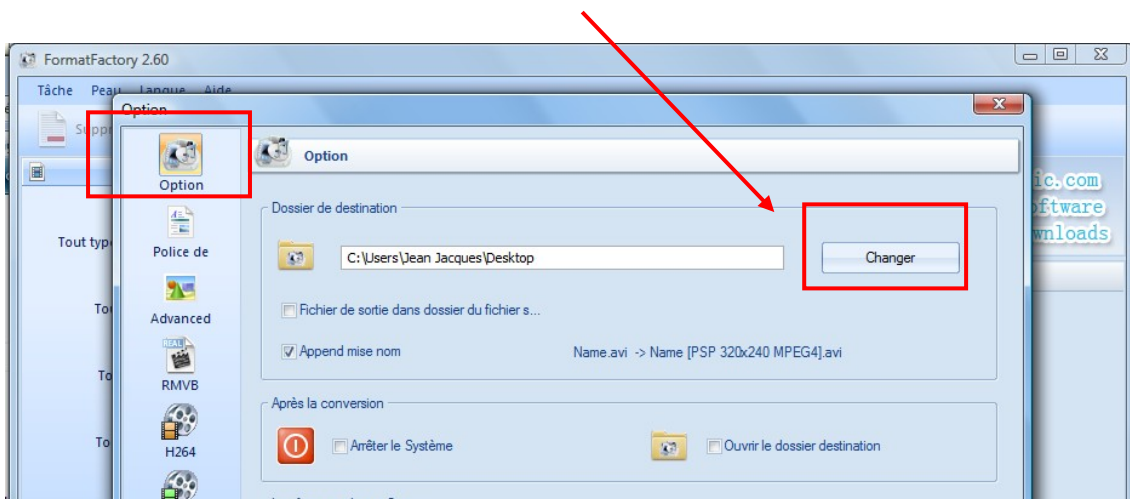 FormatFactory 2.60
Tâche Peau Langue Aide
Option
Option
Option
Dossier de destination
C:\Users\Jean Jacques\Desktop
Changer
Police de
Tout
Advanced
Fichier de sortie dans dossier du fichier s...
Append mise nom
Name.avi -> Name [PSP 320x240 MPEG4].avi
RMVB
Après la conversion
Arrêter le Système
Ouvrir le dossier destination
H264
ic.com
ftware
wnloads